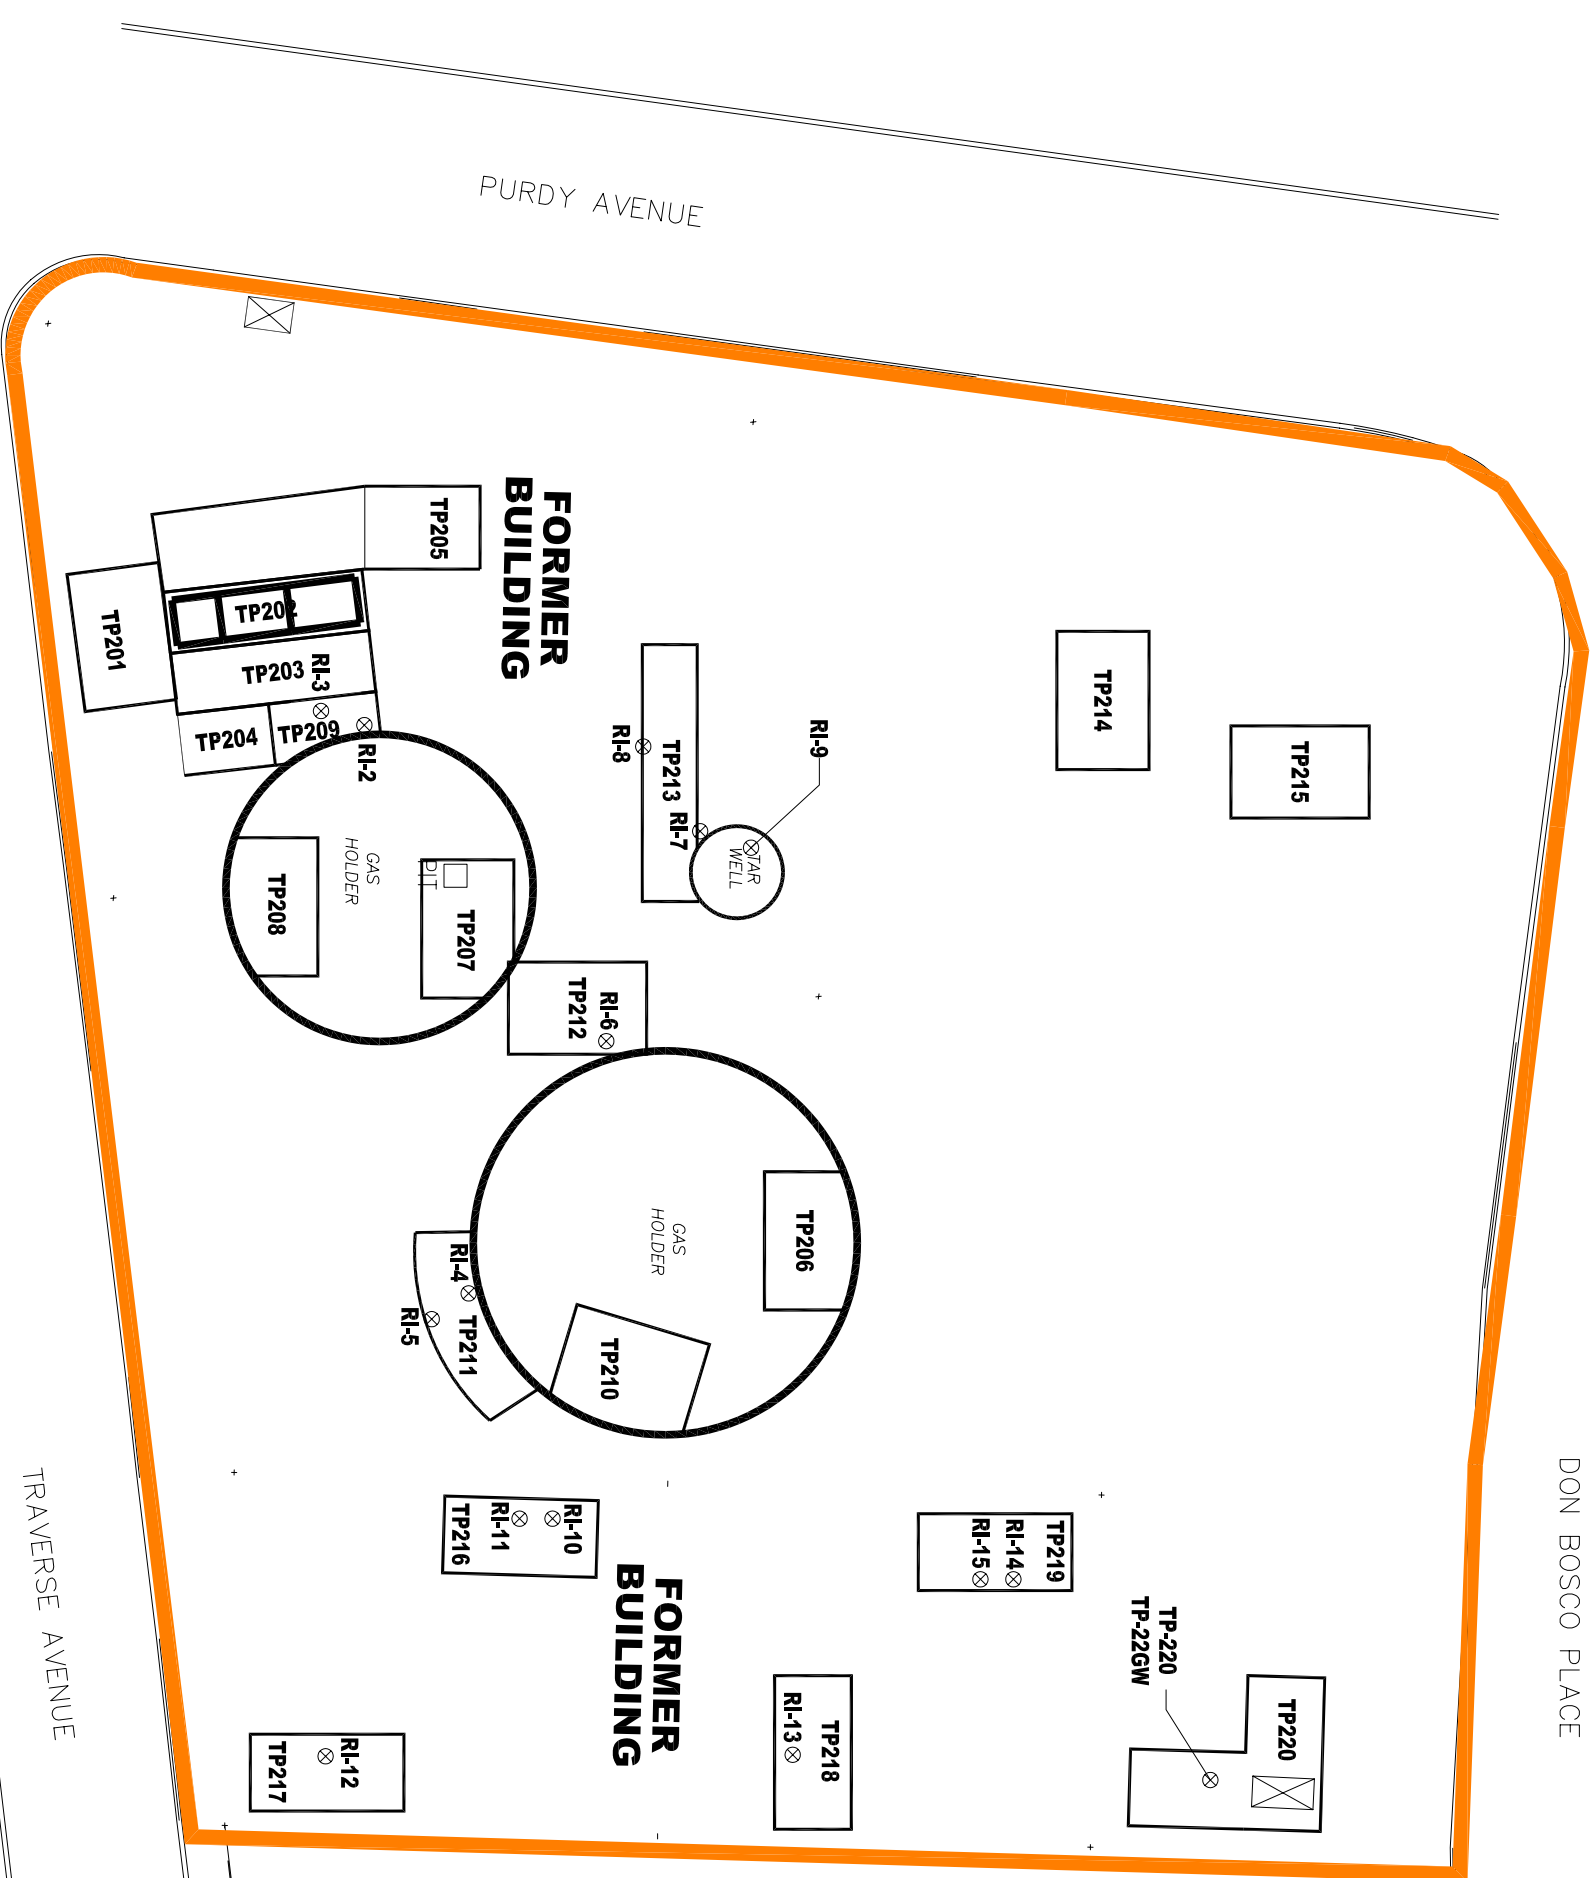 PURDY AVENUE
FORMER
BUILDING
TP205
TP202
TP201
TP203
RI-3
TP204
TP209
RI-2
RI-8
TP213
RI-7
RI-9
TAR
WELL
TP214
TP215
GAS
HOLDER
PIT
TP208
TP207
TP212
RI-6
GAS
HOLDER
TP206
RI-4
RI-5
TP211
TP210
TP216
RI-11
RI-10
FORMER
BUILDING
TP219
RI-14
RI-15
TP-220
TP-22GW
TP220
TP218
RI-13
RI-12
TP217
TRAVERSE AVENUE
DON BOSCO PLACE